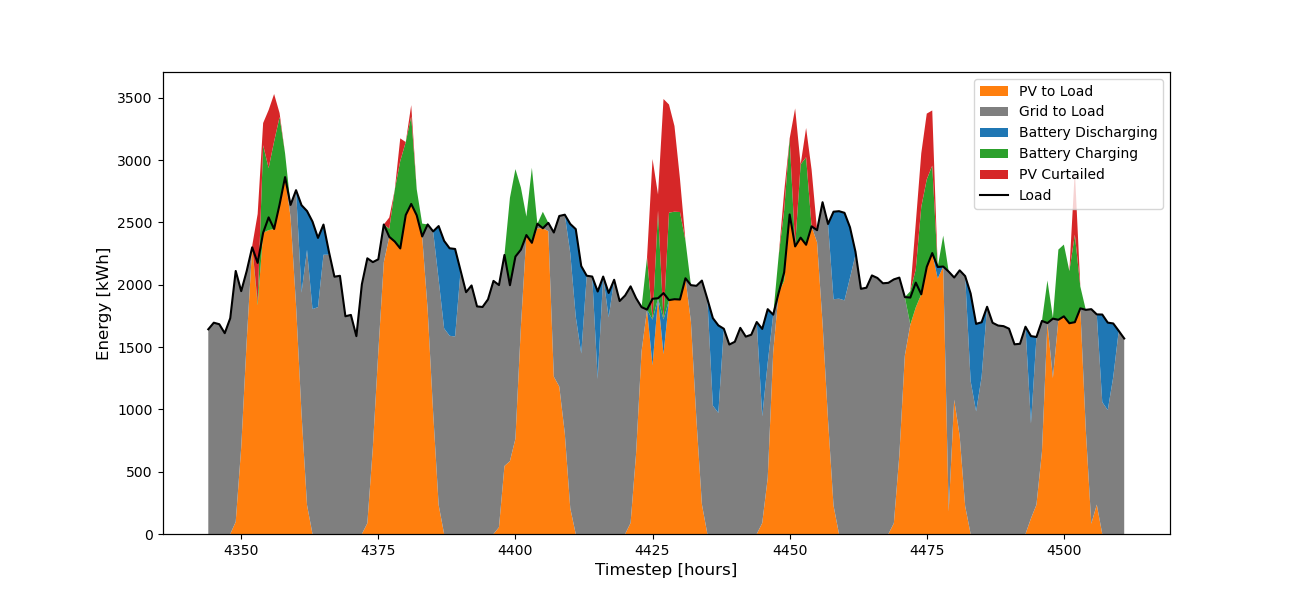 3500
3000
2500
2000
1500
1000
500
0
Energy [kWh]
PV to Load
Grid to Load
Battery Discharging
Battery Charging
PV Curtailed
Load
4350 4375 4400 4425 4450 4475 4500
Timestep [hours]